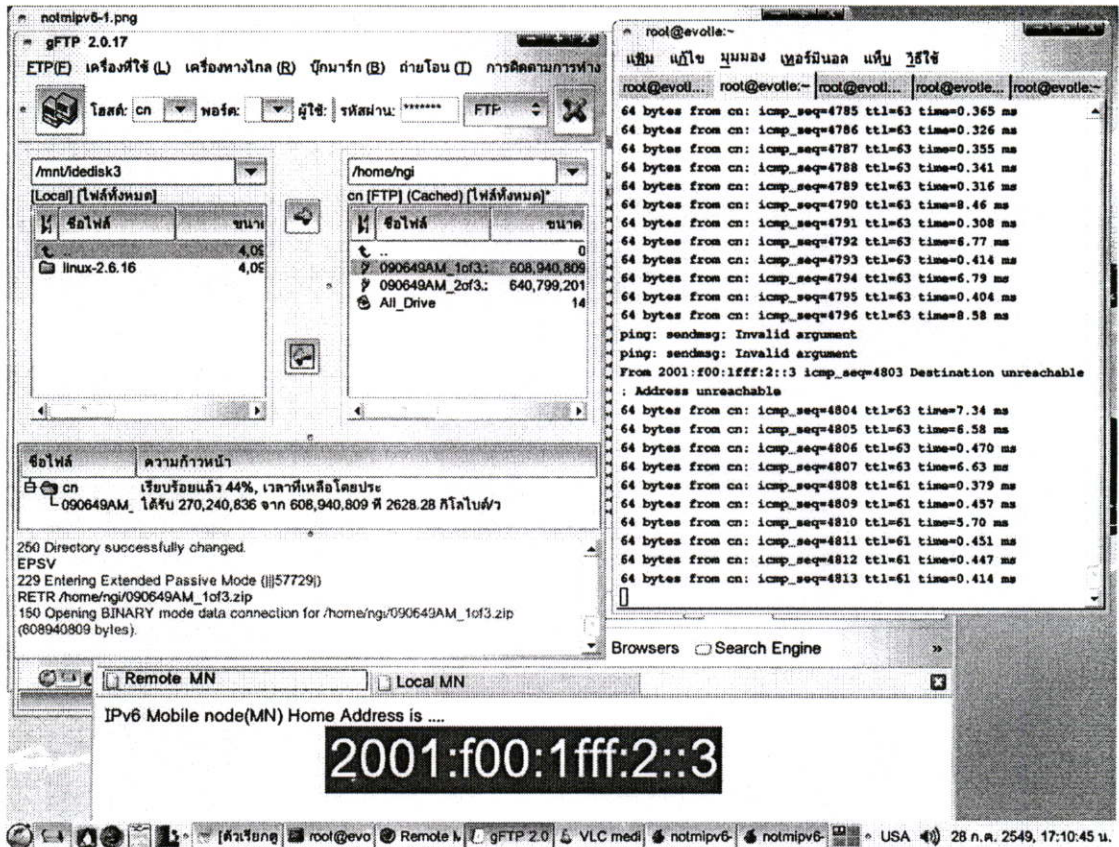 notmipv6-1.png
gFTP 2.0.17
FTP(F) เครื่องที่ใช้ (L) เครื่องทางไกล (R) บุ๊กมาร์ก (B) ถ่ายโอน (T) การติดตามการทำง
โฮสต์: cn พอร์ต: ผู้ใช้: รหัสผ่าน: ******* FTP
/mnt/idedisk3
[Local] [ไฟล์ทั้งหมด]
ชื่อไฟล์ ขนาด
.. 4,09
linux-2.6.16 4,09
/home/ngi
cn [FTP] (Cached) [ไฟล์ทั้งหมด]*
ชื่อไฟล์ ขนาด
.. 0
090649AM_1of3.: 608,940,809
090649AM_2of3.: 640,799,201
All_Drive 14
ชื่อไฟล์ ความก้าวหน้า
cn เรียบร้อยแล้ว 44%, เวลาที่เหลือโดยประ
090649AM_ ได้รับ 270,240,836 จาก 608,940,809 ที่ 2628.28 กิโลไบต์/ว
250 Directory successfully changed.
EPSV
229 Entering Extended Passive Mode (|||57729|)
RETR /home/ngi/090649AM_1of3.zip
150 Opening BINARY mode data connection for /home/ngi/090649AM_1of3.zip
(608940809 bytes).
root@evolle:~
แฟ้ม แก้ไข มุมมอง เทอร์มินอล แท็บ วิธีใช้
root@evoll... root@evolle:~ root@evoll... root@evolle... root@evolle:~
64 bytes from cn: icmp_seq=4785 ttl=63 time=0.365 ms
64 bytes from cn: icmp_seq=4786 ttl=63 time=0.326 ms
64 bytes from cn: icmp_seq=4787 ttl=63 time=0.355 ms
64 bytes from cn: icmp_seq=4788 ttl=63 time=0.341 ms
64 bytes from cn: icmp_seq=4789 ttl=63 time=0.316 ms
64 bytes from cn: icmp_seq=4790 ttl=63 time=8.46 ms
64 bytes from cn: icmp_seq=4791 ttl=63 time=0.308 ms
64 bytes from cn: icmp_seq=4792 ttl=63 time=6.77 ms
64 bytes from cn: icmp_seq=4793 ttl=63 time=0.414 ms
64 bytes from cn: icmp_seq=4794 ttl=63 time=6.79 ms
64 bytes from cn: icmp_seq=4795 ttl=63 time=0.404 ms
64 bytes from cn: icmp_seq=4796 ttl=63 time=8.58 ms
ping: sendmsg: Invalid argument
ping: sendmsg: Invalid argument
From 2001:f00:1fff:2::3 icmp_seq=4803 Destination unreachable
: Address unreachable
64 bytes from cn: icmp_seq=4804 ttl=63 time=7.34 ms
64 bytes from cn: icmp_seq=4805 ttl=63 time=6.58 ms
64 bytes from cn: icmp_seq=4806 ttl=63 time=0.470 ms
64 bytes from cn: icmp_seq=4807 ttl=63 time=6.63 ms
64 bytes from cn: icmp_seq=4808 ttl=61 time=0.379 ms
64 bytes from cn: icmp_seq=4809 ttl=61 time=0.457 ms
64 bytes from cn: icmp_seq=4810 ttl=61 time=5.70 ms
64 bytes from cn: icmp_seq=4811 ttl=61 time=0.451 ms
64 bytes from cn: icmp_seq=4812 ttl=61 time=0.447 ms
64 bytes from cn: icmp_seq=4813 ttl=61 time=0.414 ms
Browsers Search Engine »
Remote MN Local MN
IPv6 Mobile node(MN) Home Address is ....
2001:f00:1fff:2::3
[ตัวเรียกดู root@evo Remote M gFTP 2.0 VLC medi notmipv6- notmipv6- USA 28 ก.ค. 2549, 17:10:45 น.